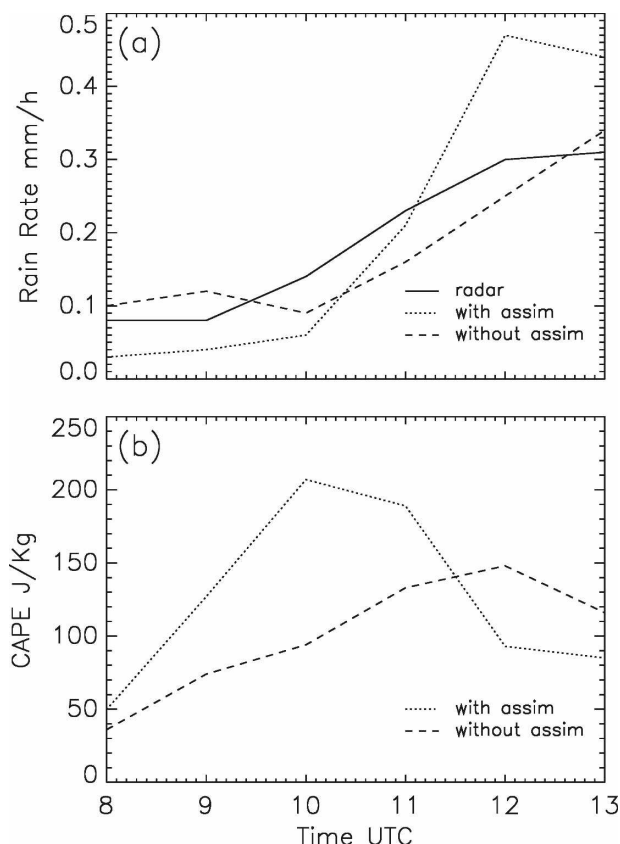 (a)
Rain Rate mm/h
0.5
0.4
0.3
0.2
0.1
0.0
radar
with assim
without assim
(b)
CAPE J/Kg
250
200
150
100
50
0
with assim
without assim
8 9 10 11 12 13
Time UTC